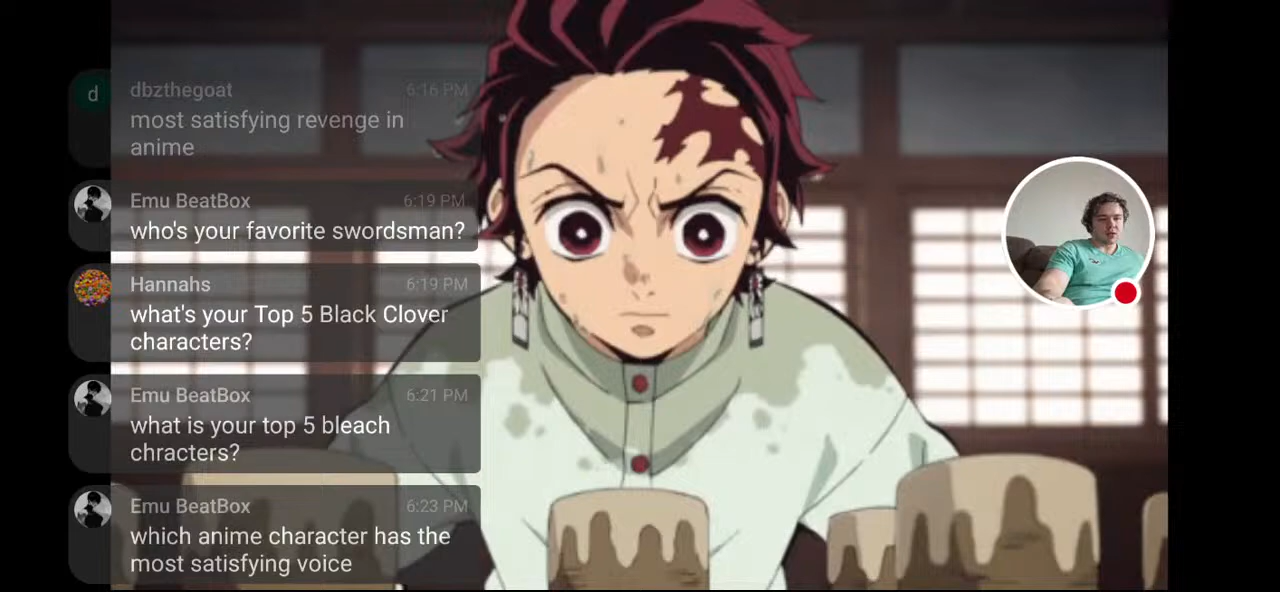 d
dbzthegoat 6:16 PM
most satisfying revenge in
anime
Emu BeatBox 6:19 PM
who's your favorite swordsman?
Hannahs 6:19 PM
what's your Top 5 Black Clover
characters?
Emu BeatBox 6:21 PM
what is your top 5 bleach
chracters?
Emu BeatBox 6:23 PM
which anime character has the
most satisfying voice